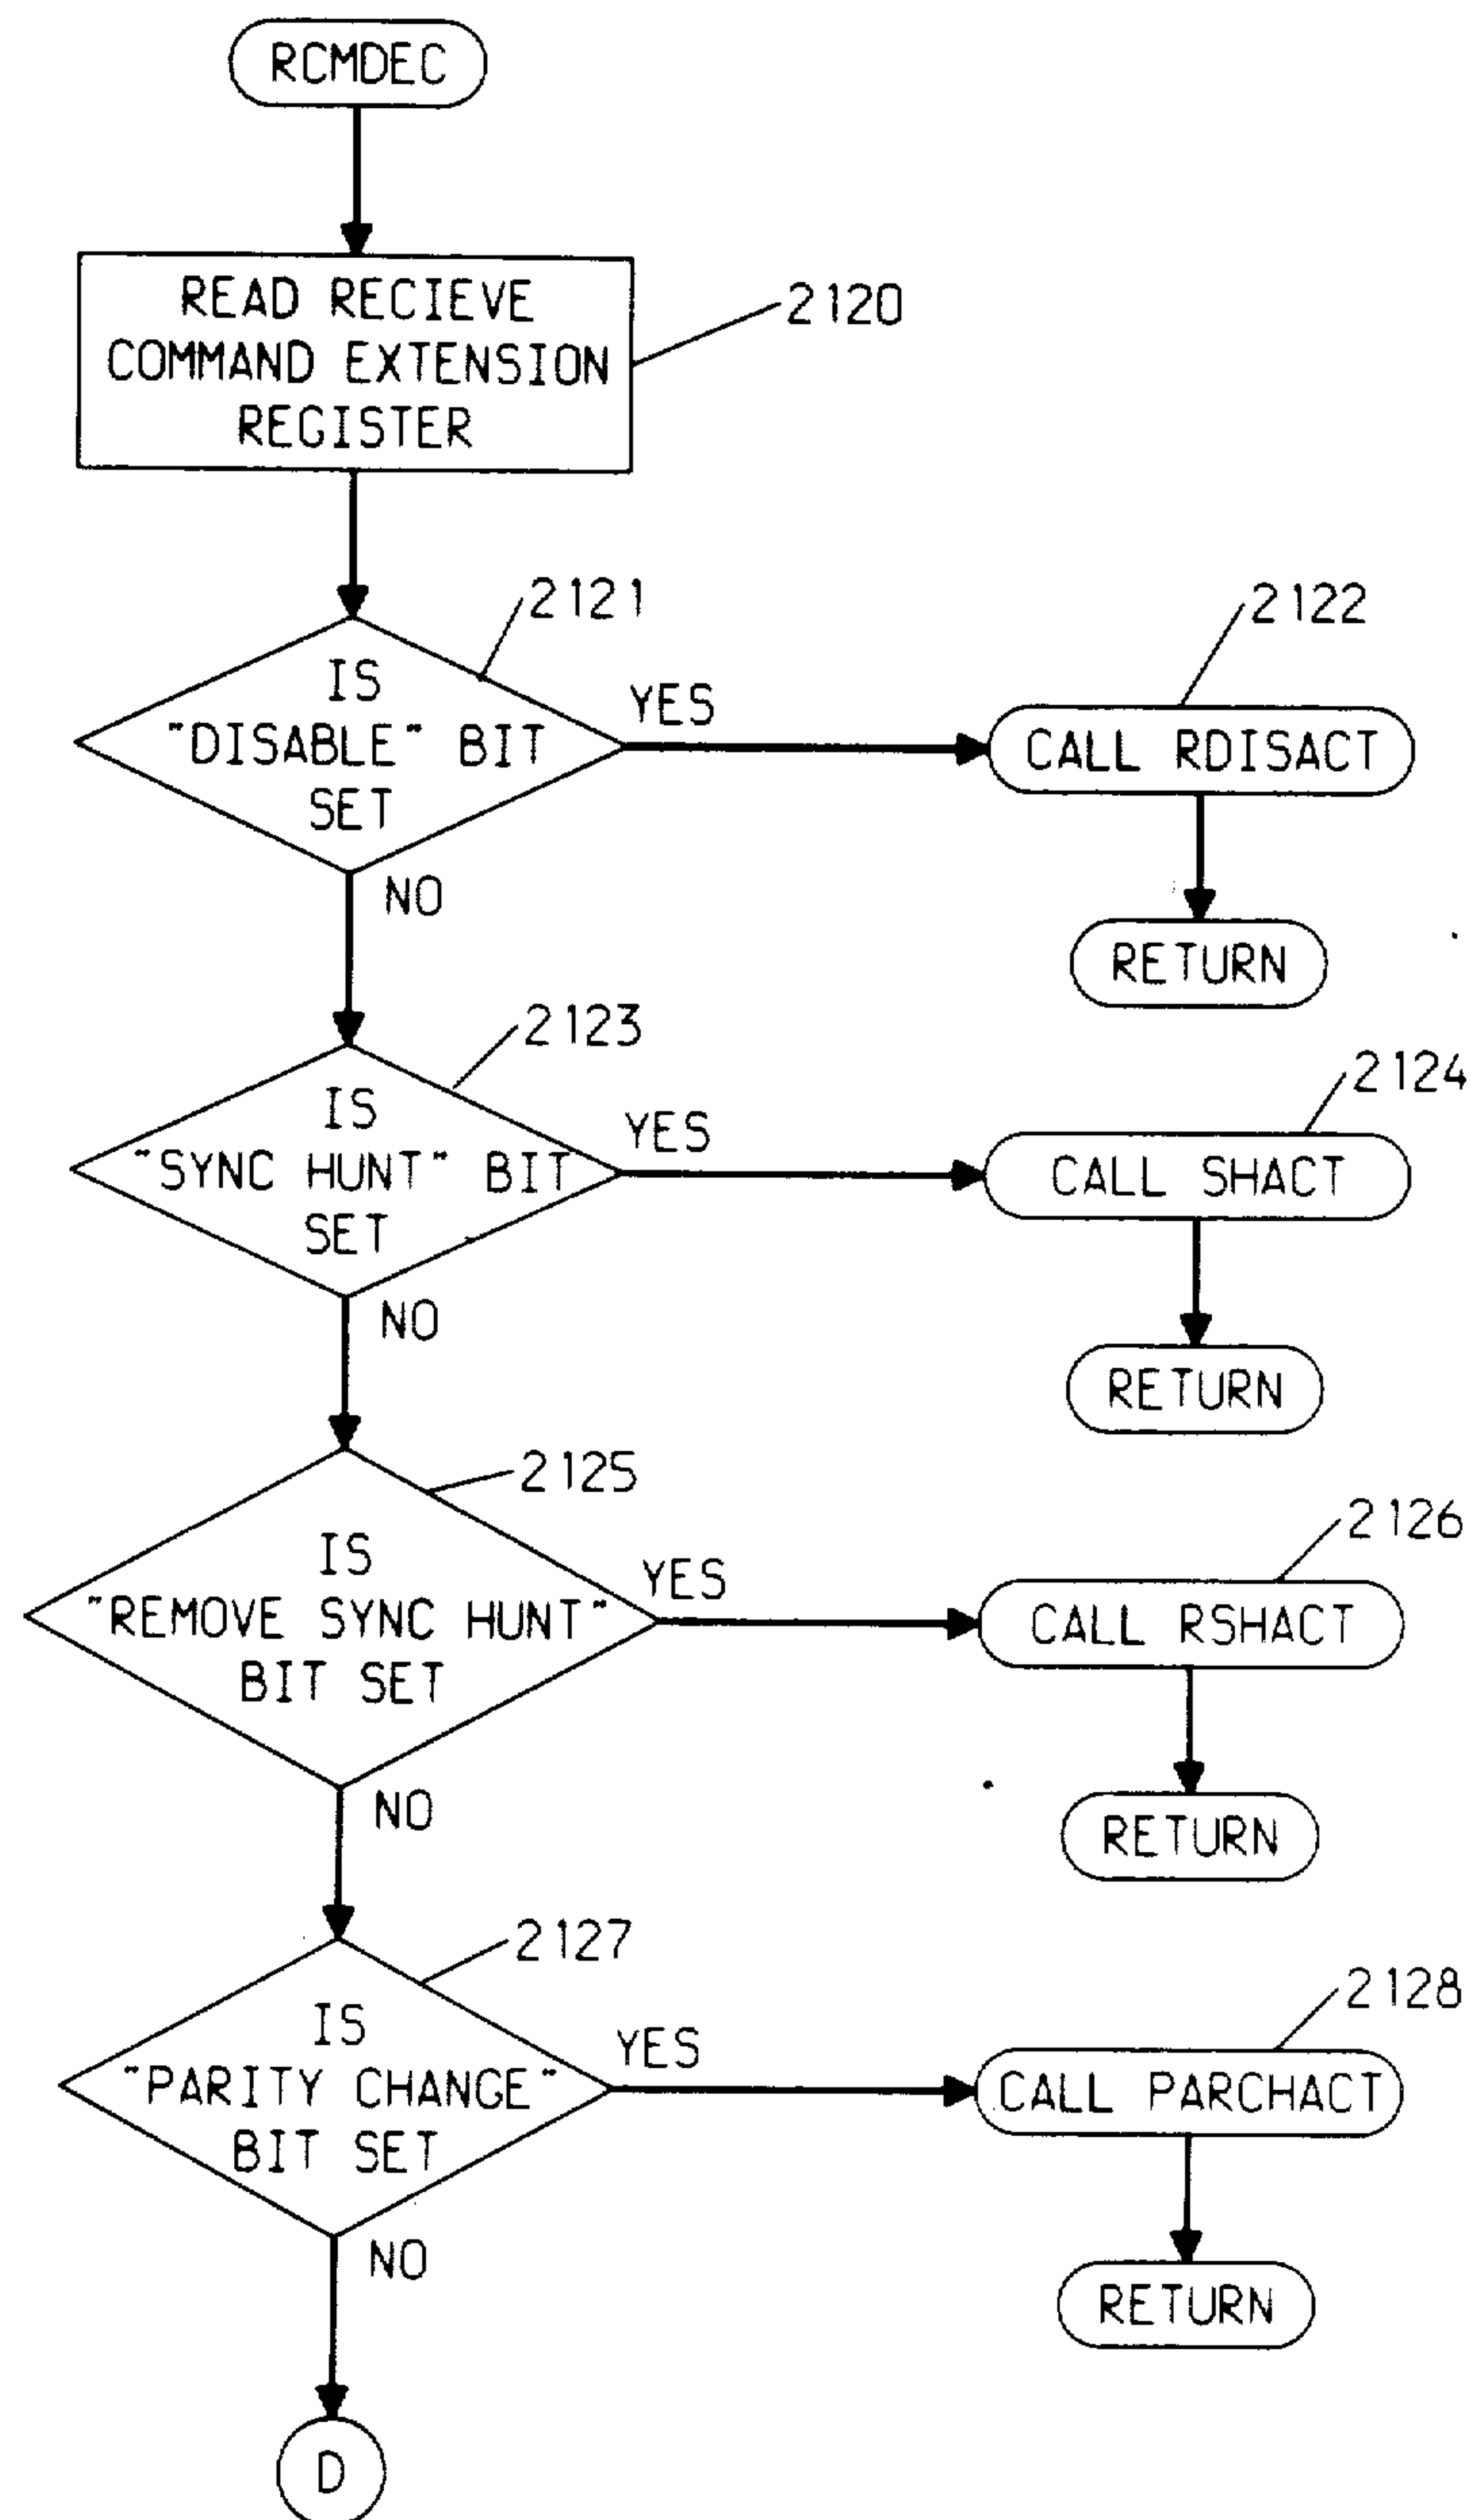 RCMDEC
READ RECIEVE
COMMAND EXTENSION
REGISTER
2120
2121
IS
"DISABLE" BIT
SET
YES
2122
CALL RDISACT
NO
RETURN
2123
IS
"SYNC HUNT" BIT
SET
YES
2124
CALL SHACT
NO
RETURN
2125
IS
"REMOVE SYNC HUNT"
BIT SET
YES
2126
CALL RSHACT
NO
RETURN
2127
IS
"PARITY CHANGE"
BIT SET
YES
2128
CALL PARCHACT
NO
RETURN
D